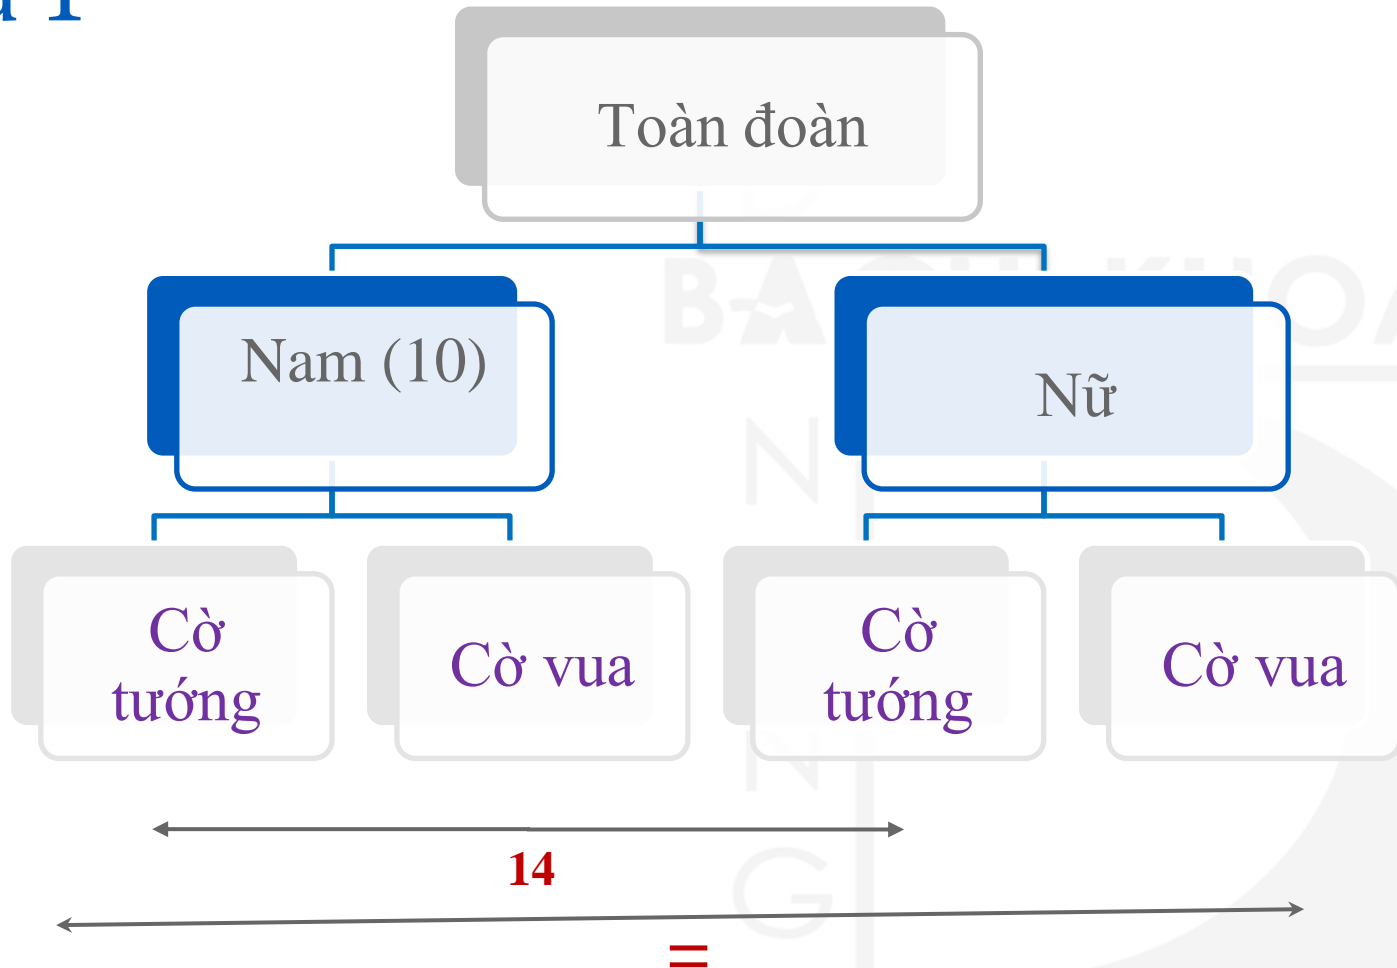 Toàn đoàn
Nam (10)
Nữ
Cờ
tướng
Cờ vua
Cờ
tướng
Cờ vua
14
=